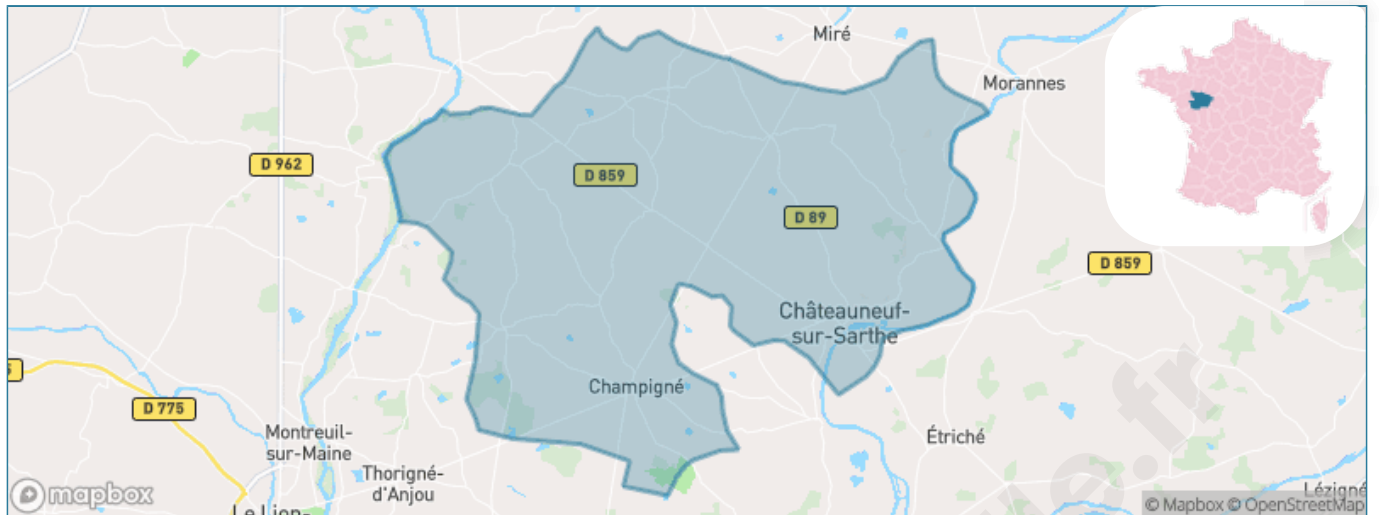 Miré
Morannes
D 962
D 859
D 89
D 859
Châteauneuf-
sur-Sarthe
Champigné
D 775
Montreuil-
sur-Maine
Étriché
Thorigné-
d'Anjou
Lézigné
mapbox
© Mapbox © OpenStreetMap